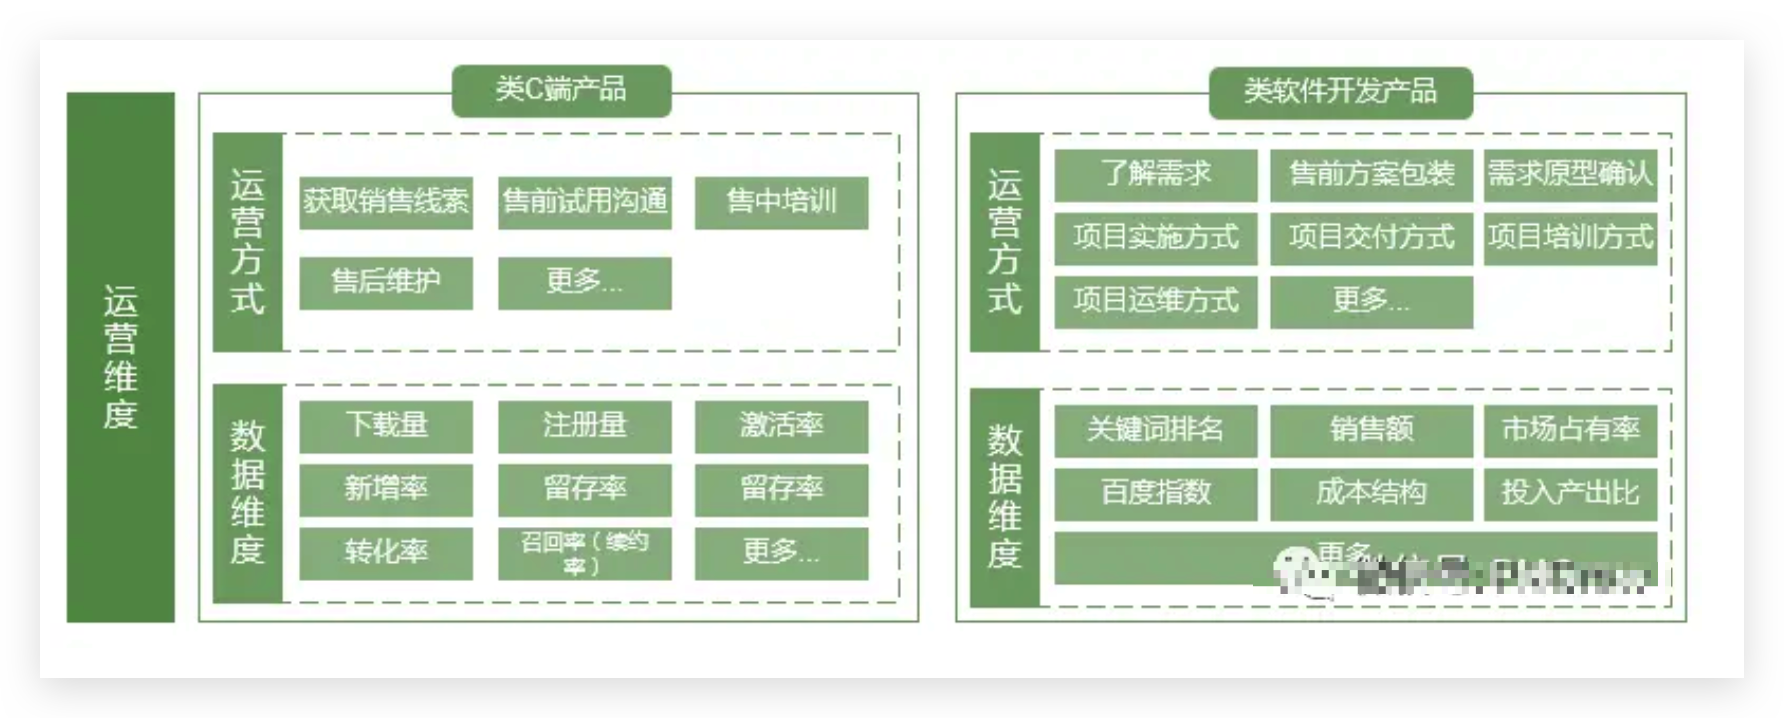 运营维度
类C端产品
运营方式
获取销售线索
售前试用沟通
售中培训
售后维护
更多...
数据维度
下载量
注册量
激活率
新增率
留存率
留存率
转化率
召回率（续约
率）
更多...
类软件开发产品
运营方式
了解需求
售前方案包装
需求原型确认
项目实施方式
项目交付方式
项目培训方式
项目运维方式
更多...
数据维度
关键词排名
销售额
市场占有率
百度指数
成本结构
投入产出比
更多